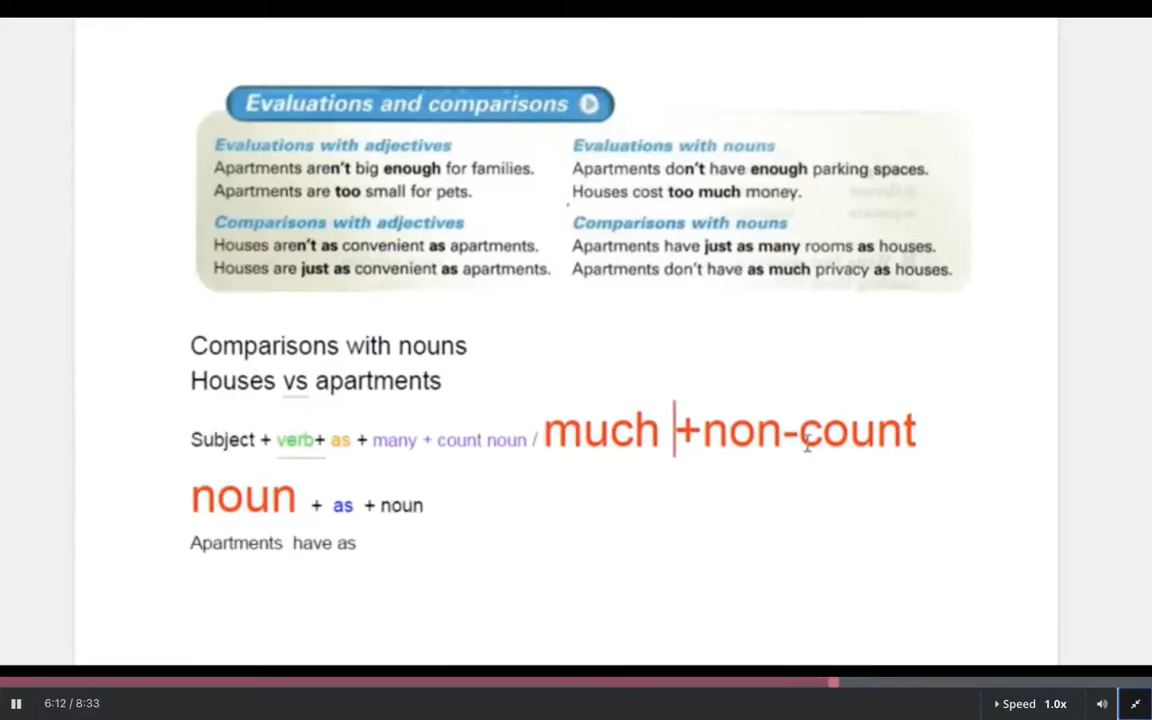 Evaluations and comparisons
Evaluations with adjectives
Apartments aren't big enough for families.
Apartments are too small for pets.
Comparisons with adjectives
Houses aren't as convenient as apartments.
Houses are just as convenient as apartments.
Evaluations with nouns
Apartments don't have enough parking spaces.
Houses cost too much money.
Comparisons with nouns
Apartments have just as many rooms as houses.
Apartments don't have as much privacy as houses.
Comparisons with nouns
Houses vs apartments
Subject + verb+ as + many + count noun / much +non-count
noun + as + noun
Apartments have as
6:12 / 8:33
Speed 1.0x